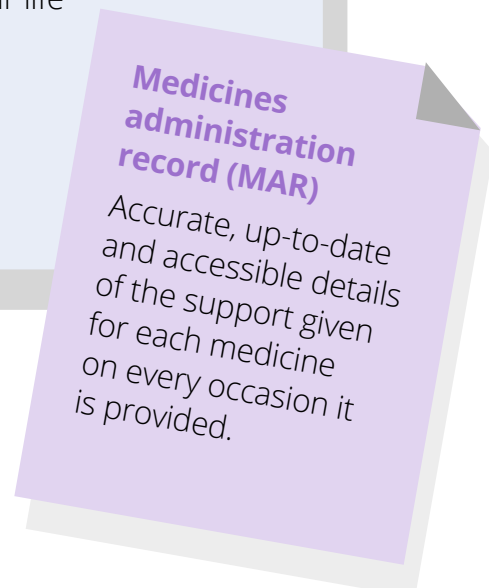 life
Medicines
administration
record (MAR)
Accurate, up-to-date
and accessible details
of the support given
for each medicine
on every occasion it
is provided.